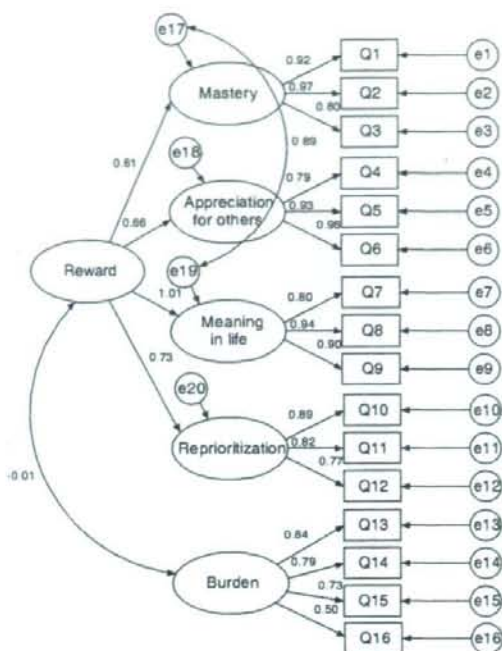 e17
0.92
Q1
e1
Mastery
0.97
Q2
e2
0.80
Q3
e3
0.61
e18
0.89
0.79
Q4
e4
Appreciation
for others
0.93
Q5
e5
0.66
0.96
Q6
e6
Reward
e19
1.01
0.80
Q7
e7
Meaning
in life
0.94
Q8
e8
0.90
Q9
e9
0.73
e20
0.89
Q10
e10
Reprioritization
0.82
Q11
e11
0.77
Q12
e12
-0.01
0.84
Q13
e13
0.79
Q14
e14
Burden
0.73
Q15
e15
0.50
Q16
e16